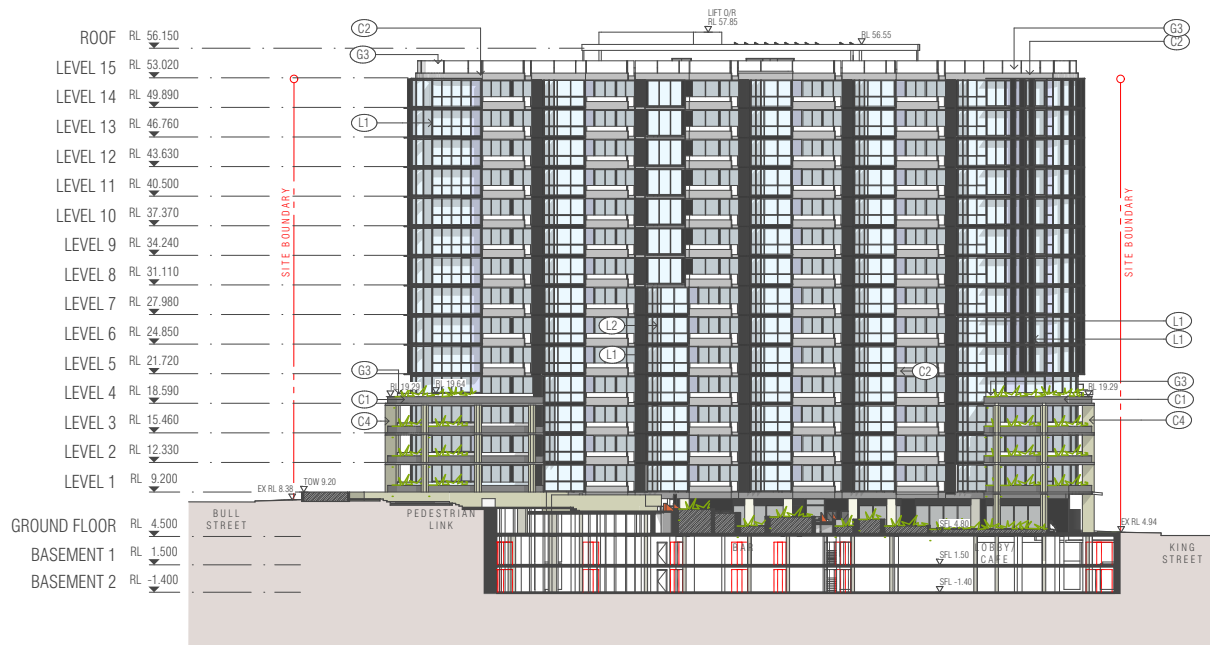 LIFT O/R
RL 57.85
C2
G3
G3
C2
ROOF RL 56.150
RL 56.55
LEVEL 15 RL 53.020
LEVEL 14 RL 49.890
L1
LEVEL 13 RL 46.760
LEVEL 12 RL 43.630
LEVEL 11 RL 40.500
LEVEL 10 RL 37.370
SITE BOUNDARY
SITE BOUNDARY
LEVEL 9 RL 34.240
LEVEL 8 RL 31.110
LEVEL 7 RL 27.980
LEVEL 6 RL 24.850
L2
L1
L1
L1
LEVEL 5 RL 21.720
G3
C2
G3
LEVEL 4 RL 18.590
RL 19.29
RL 19.64
RL 19.29
C1
C1
LEVEL 3 RL 15.460
C4
C4
LEVEL 2 RL 12.330
LEVEL 1 RL 9.200
EX RL 8.38
TOW 9.20
BULL
STREET
PEDESTRIAN
LINK
GROUND FLOOR RL 4.500
SFL 4.80
EX RL 4.94
BAR
LOBBY/
CAFE
KING
STREET
BASEMENT 1 RL 1.500
SFL 1.50
BASEMENT 2 RL -1.400
SFL -1.40